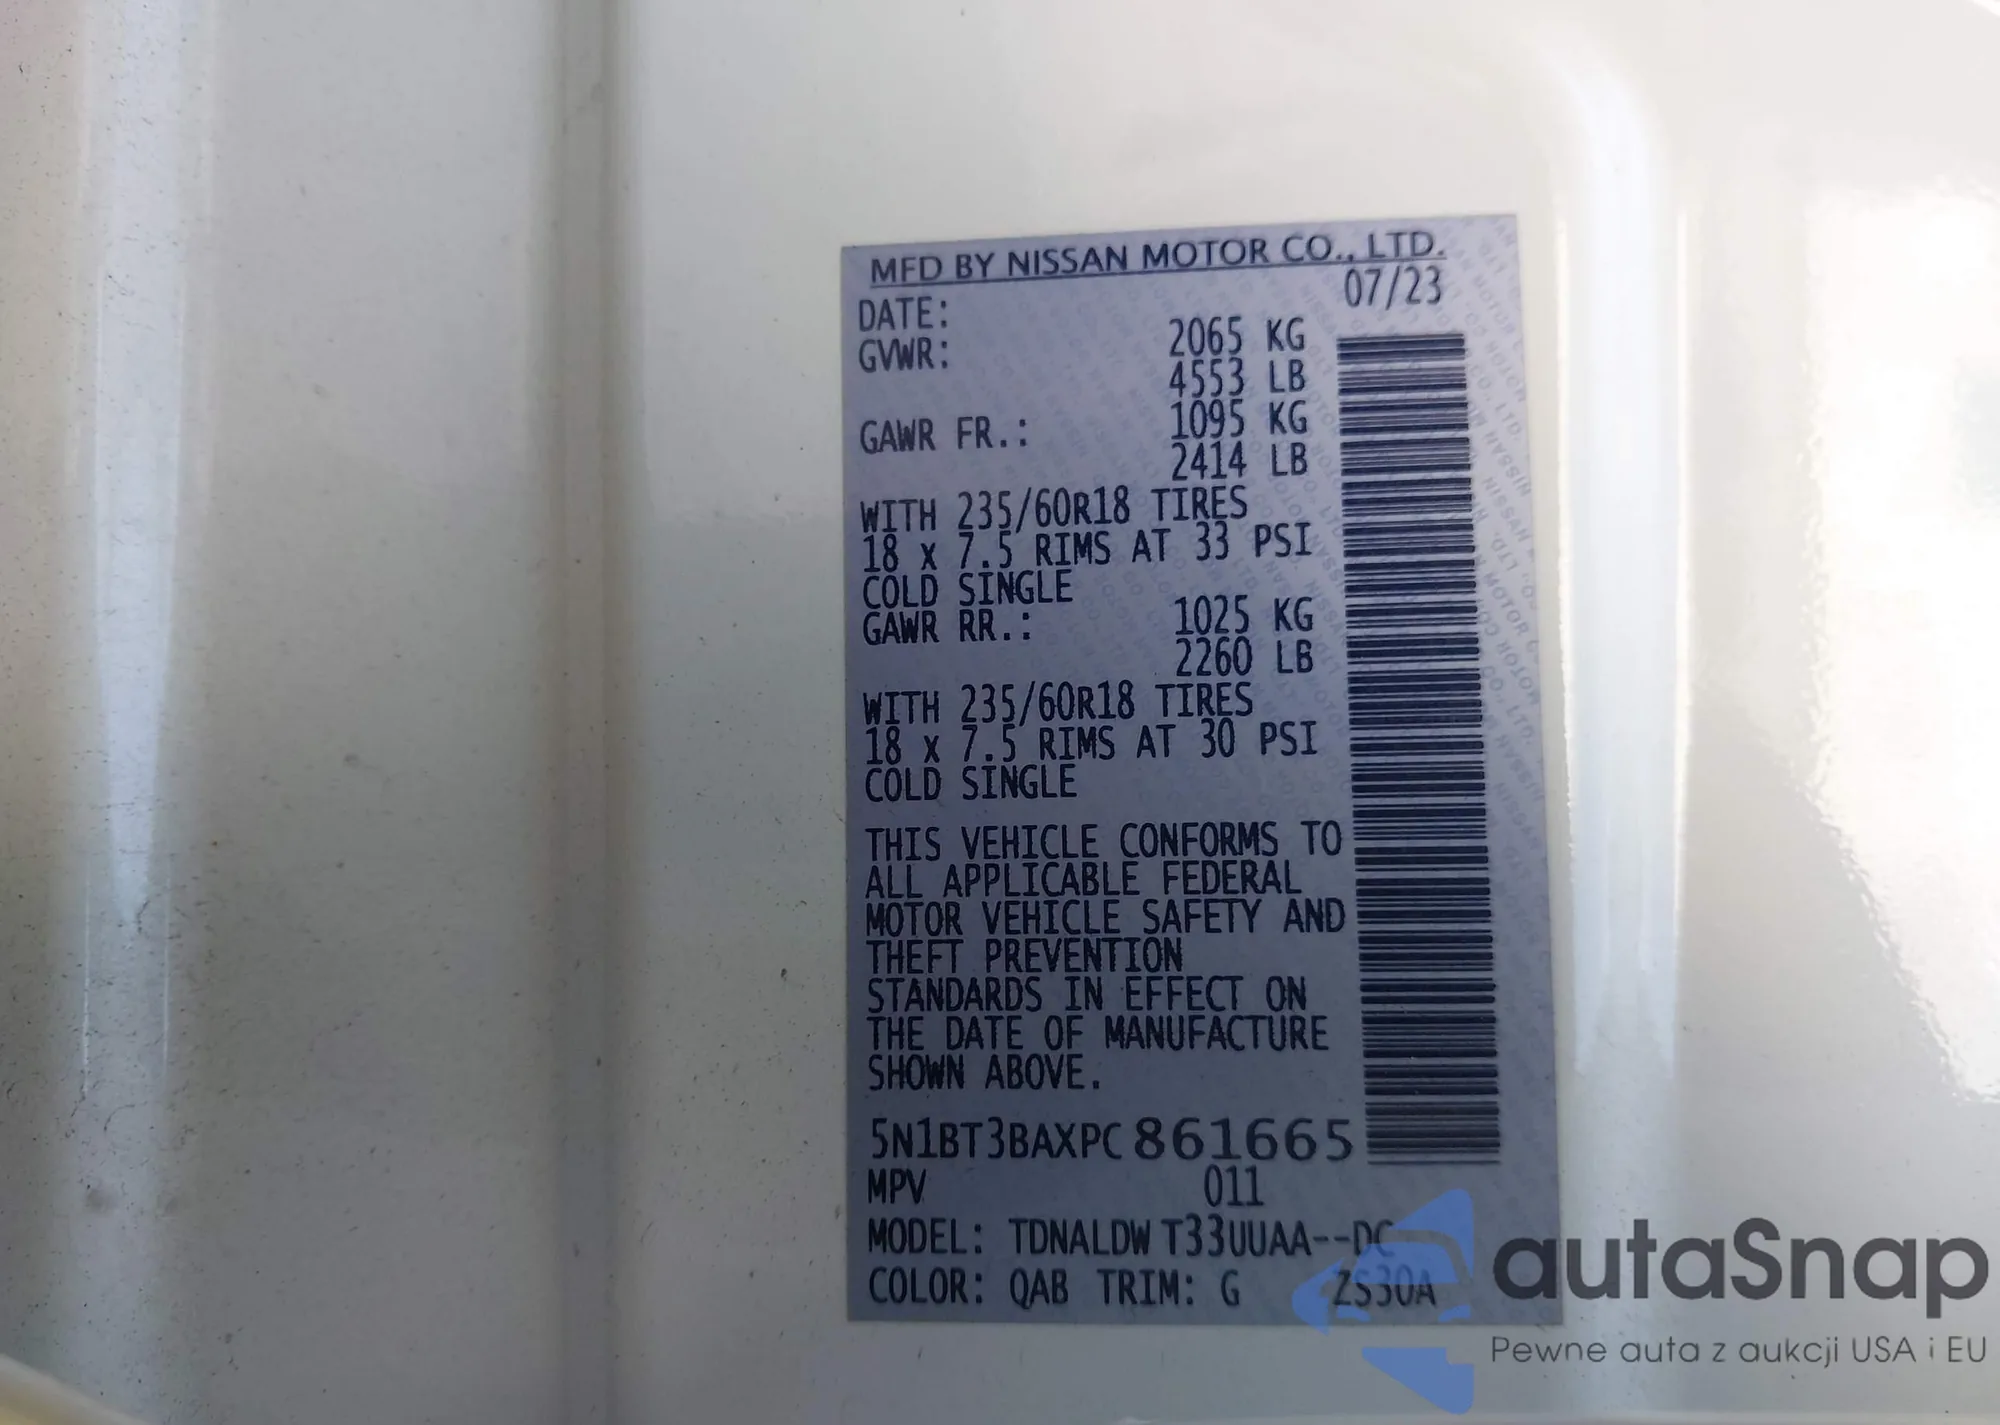 MFD BY NISSAN MOTOR CO., LTD.
DATE: 07/23
GVWR: 2065 KG
4553 LB
GAWR FR.: 1095 KG
2414 LB
WITH 235/60R18 TIRES
18 x 7.5 RIMS AT 33 PSI
COLD SINGLE
GAWR RR.: 1025 KG
2260 LB
WITH 235/60R18 TIRES
18 x 7.5 RIMS AT 30 PSI
COLD SINGLE
THIS VEHICLE CONFORMS TO
ALL APPLICABLE FEDERAL
MOTOR VEHICLE SAFETY AND
THEFT PREVENTION
STANDARDS IN EFFECT ON
THE DATE OF MANUFACTURE
SHOWN ABOVE.
5N1BT3BAXPC861665
MPV 011
MODEL: TDNALDW T33UUAA--DC
COLOR: QAB TRIM: G ZS30A
autaSnap
Pewne auta z aukcji USA i EU